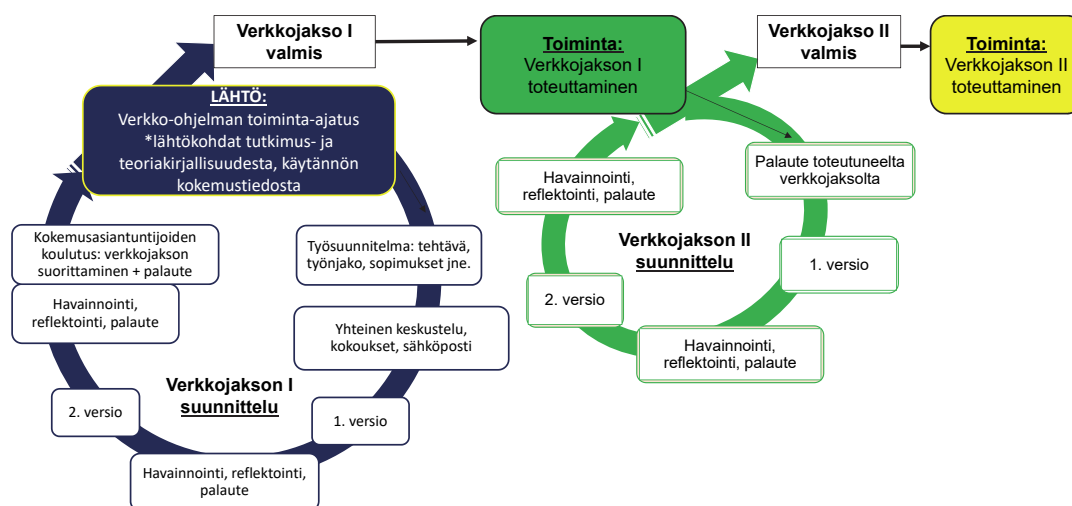 Verkkojakso I
valmis
LÄHTÖ:
Verkko-ohjelman toiminta-ajatus
*lähtökohdat tutkimus- ja
teoriakirjallisuudesta, käytännön
kokemustiedosta
Työsuunnitelma: tehtävä,
työnjako, sopimukset jne.
Yhteinen keskustelu,
kokoukset, sähköposti
1. versio
Havainnointi, reflektointi,
palaute
2. versio
Havainnointi,
reflektointi, palaute
Kokemusasiantuntijoiden
koulutus: verkkojakson
suorittaminen + palaute
Verkkojakson I
suunnittelu
Toiminta:
Verkkojakson I
toteuttaminen
Palaute toteutuneelta
verkkojaksolta
1. versio
Havainnointi,
reflektointi, palaute
2. versio
Havainnointi,
reflektointi, palaute
Verkkojakson II
suunnittelu
Verkkojakso II
valmis
Toiminta:
Verkkojakson II
toteuttaminen